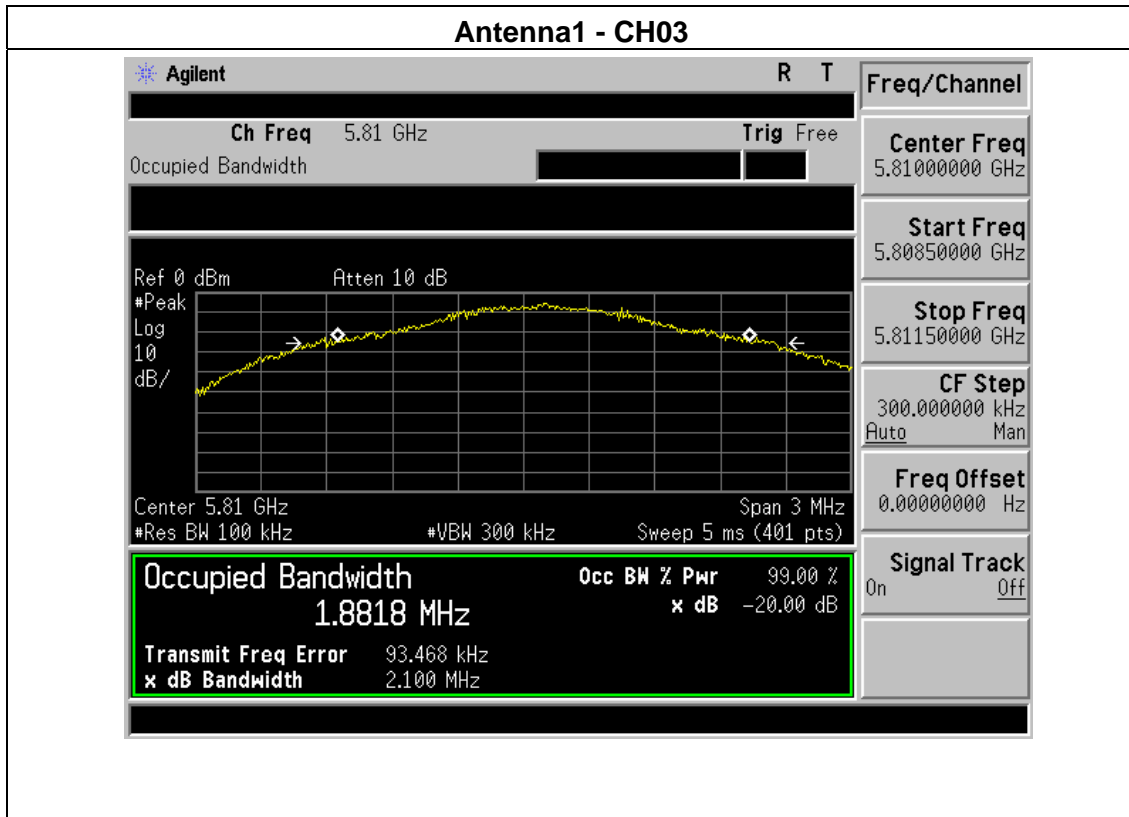 Antenna1 - CH03
Agilent R T
Ch Freq 5.81 GHz Trig Free
Occupied Bandwidth
Ref 0 dBm Atten 10 dB
#Peak
Log
10
dB/
Center 5.81 GHz Span 3 MHz
#Res BW 100 kHz #VBW 300 kHz Sweep 5 ms (401 pts)
Occupied Bandwidth Occ BW % Pwr 99.00 %
1.8818 MHz x dB -20.00 dB
Transmit Freq Error 93.468 kHz
x dB Bandwidth 2.100 MHz
Freq/Channel
Center Freq
5.81000000 GHz
Start Freq
5.80850000 GHz
Stop Freq
5.81150000 GHz
CF Step
300.000000 kHz
Auto Man
Freq Offset
0.00000000 Hz
Signal Track
On Off